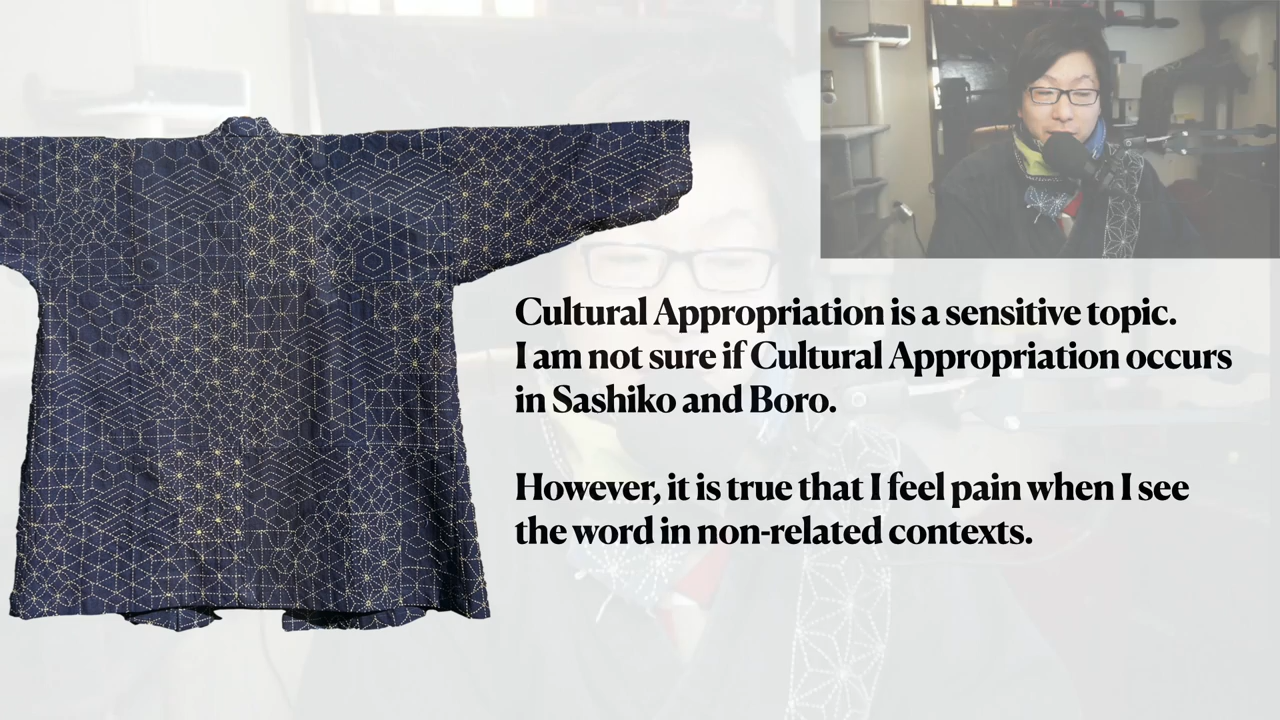 Cultural Appropriation is a sensitive topic.
I am not sure if Cultural Appropriation occurs
in Sashiko and Boro.
However, it is true that I feel pain when I see
the word in non-related contexts.